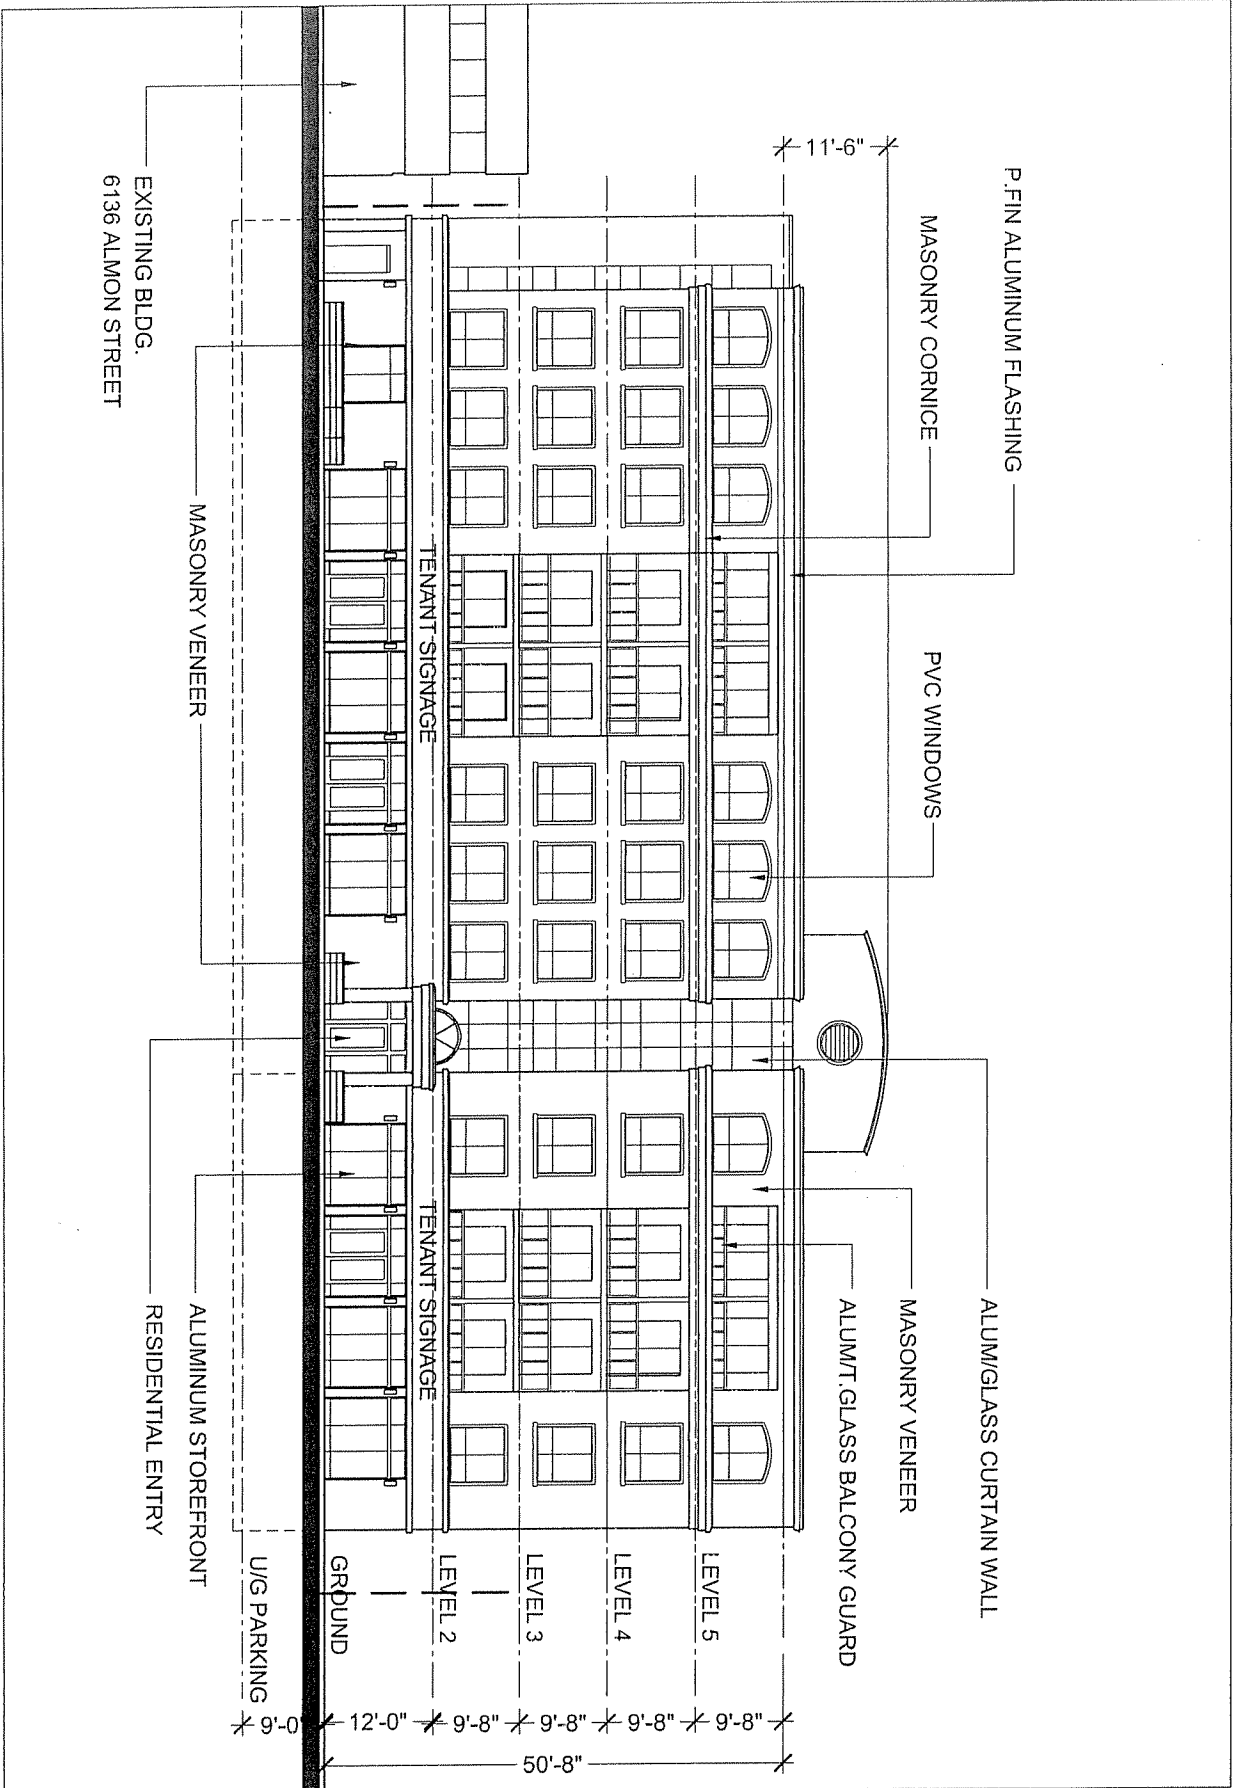 P.FIN ALUMINUM FLASHING
MASONRY CORNICE
PVC WINDOWS
ALUM/GLASS CURTAIN WALL
MASONRY VENEER
ALUM/T.GLASS BALCONY GUARD
11'-6"
LEVEL 5
LEVEL 4
LEVEL 3
LEVEL 2
GROUND
U/G PARKING
9'-8"
9'-8"
9'-8"
9'-8"
12'-0"
9'-0"
50'-8"
TENANT SIGNAGE
TENANT SIGNAGE
EXISTING BLDG.
6136 ALMON STREET
MASONRY VENEER
RESIDENTIAL ENTRY
ALUMINUM STOREFRONT